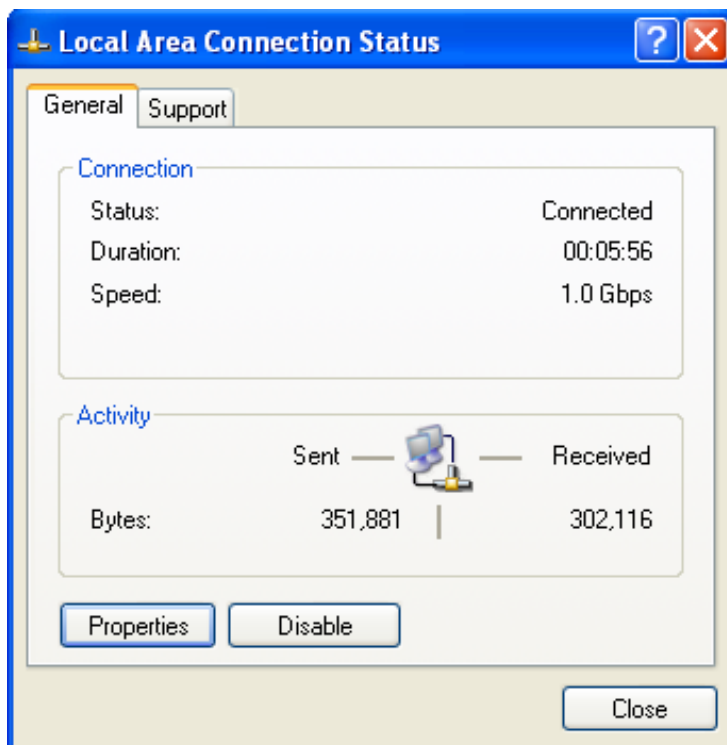 Local Area Connection Status
General Support
Connection
Status: Connected
Duration: 00:05:56
Speed: 1.0 Gbps
Activity
Sent Received
Bytes: 351,881 302,116
Properties Disable
Close